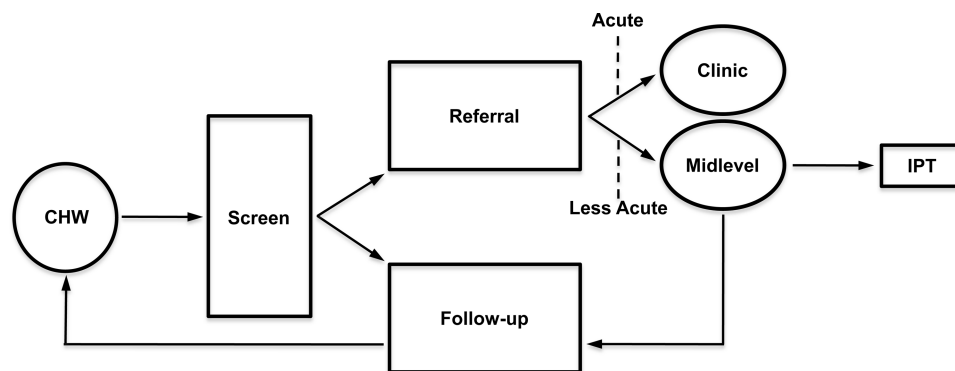 Acute
Clinic
Referral
Midlevel
IPT
Less Acute
CHW
Screen
Follow-up